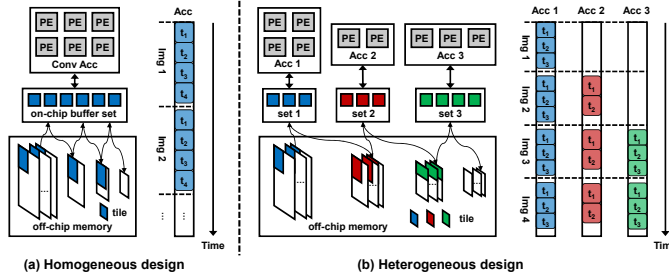 PE PE PE
PE PE PE
Conv Acc
on-chip buffer set
...
tile
off-chip memory
Acc
Img 1
t1
t2
t3
t4
Img 2
t1
t2
t3
t4
⋮
Time
(a) Homogeneous design
PE PE
PE PE
Acc 1
PE PE
Acc 2
PE PE PE
Acc 3
set 1
set 2
set 3
...
...
...
...
tile
off-chip memory
Acc 1 Acc 2 Acc 3
Img 1
t1
t2
t3
Img 2
t1
t2
t3
t1
t2
Img 3
t1
t2
t3
t1
t2
t1
t2
t3
Img 4
t1
t2
t3
t1
t2
t1
t2
t3
Time
(b) Heterogeneous design